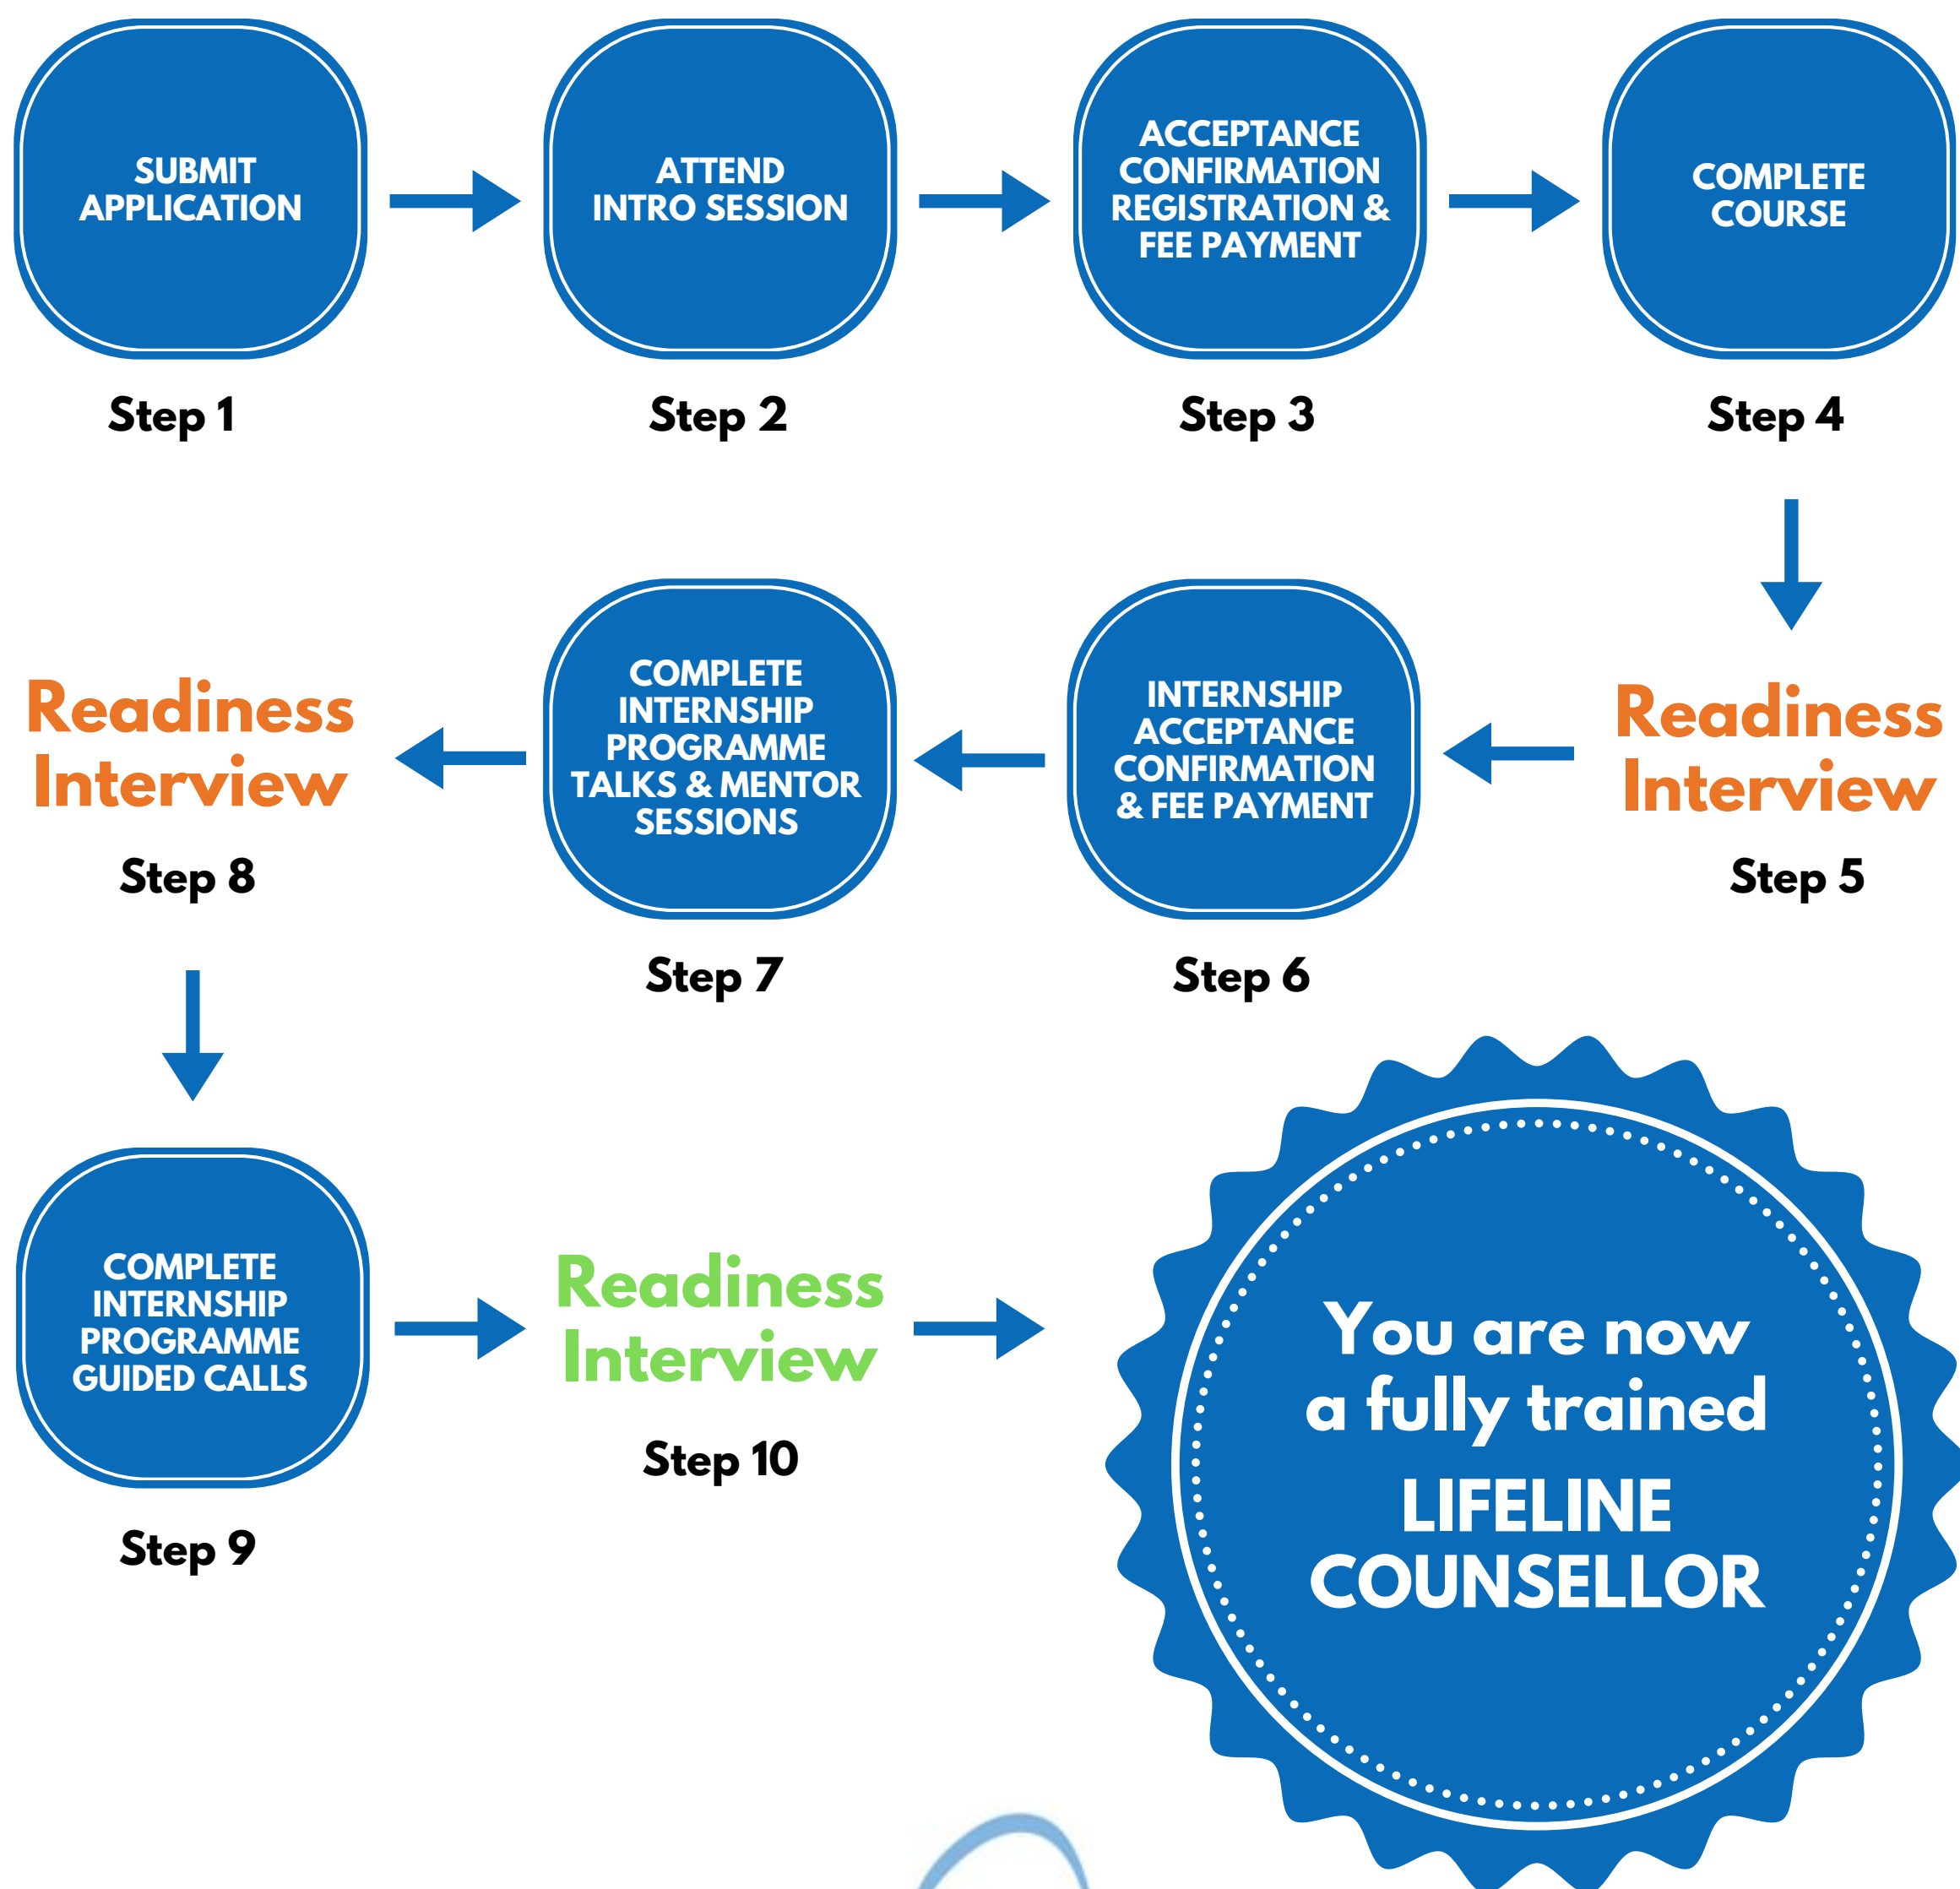 SUBMIT
APPLICATION
Step 1
ATTEND
INTRO SESSION
Step 2
ACCEPTANCE
CONFIRMATION
REGISTRATION &
FEE PAYMENT
Step 3
COMPLETE
COURSE
Step 4
Readiness
Interview
Step 5
INTERNSHIP
ACCEPTANCE
CONFIRMATION
& FEE PAYMENT
Step 6
COMPLETE
INTERNSHIP
PROGRAMME
TALKS & MENTOR
SESSIONS
Step 7
Readiness
Interview
Step 8
COMPLETE
INTERNSHIP
PROGRAMME
GUIDED CALLS
Step 9
Readiness
Interview
Step 10
You are now
a fully trained
LIFELINE
COUNSELLOR